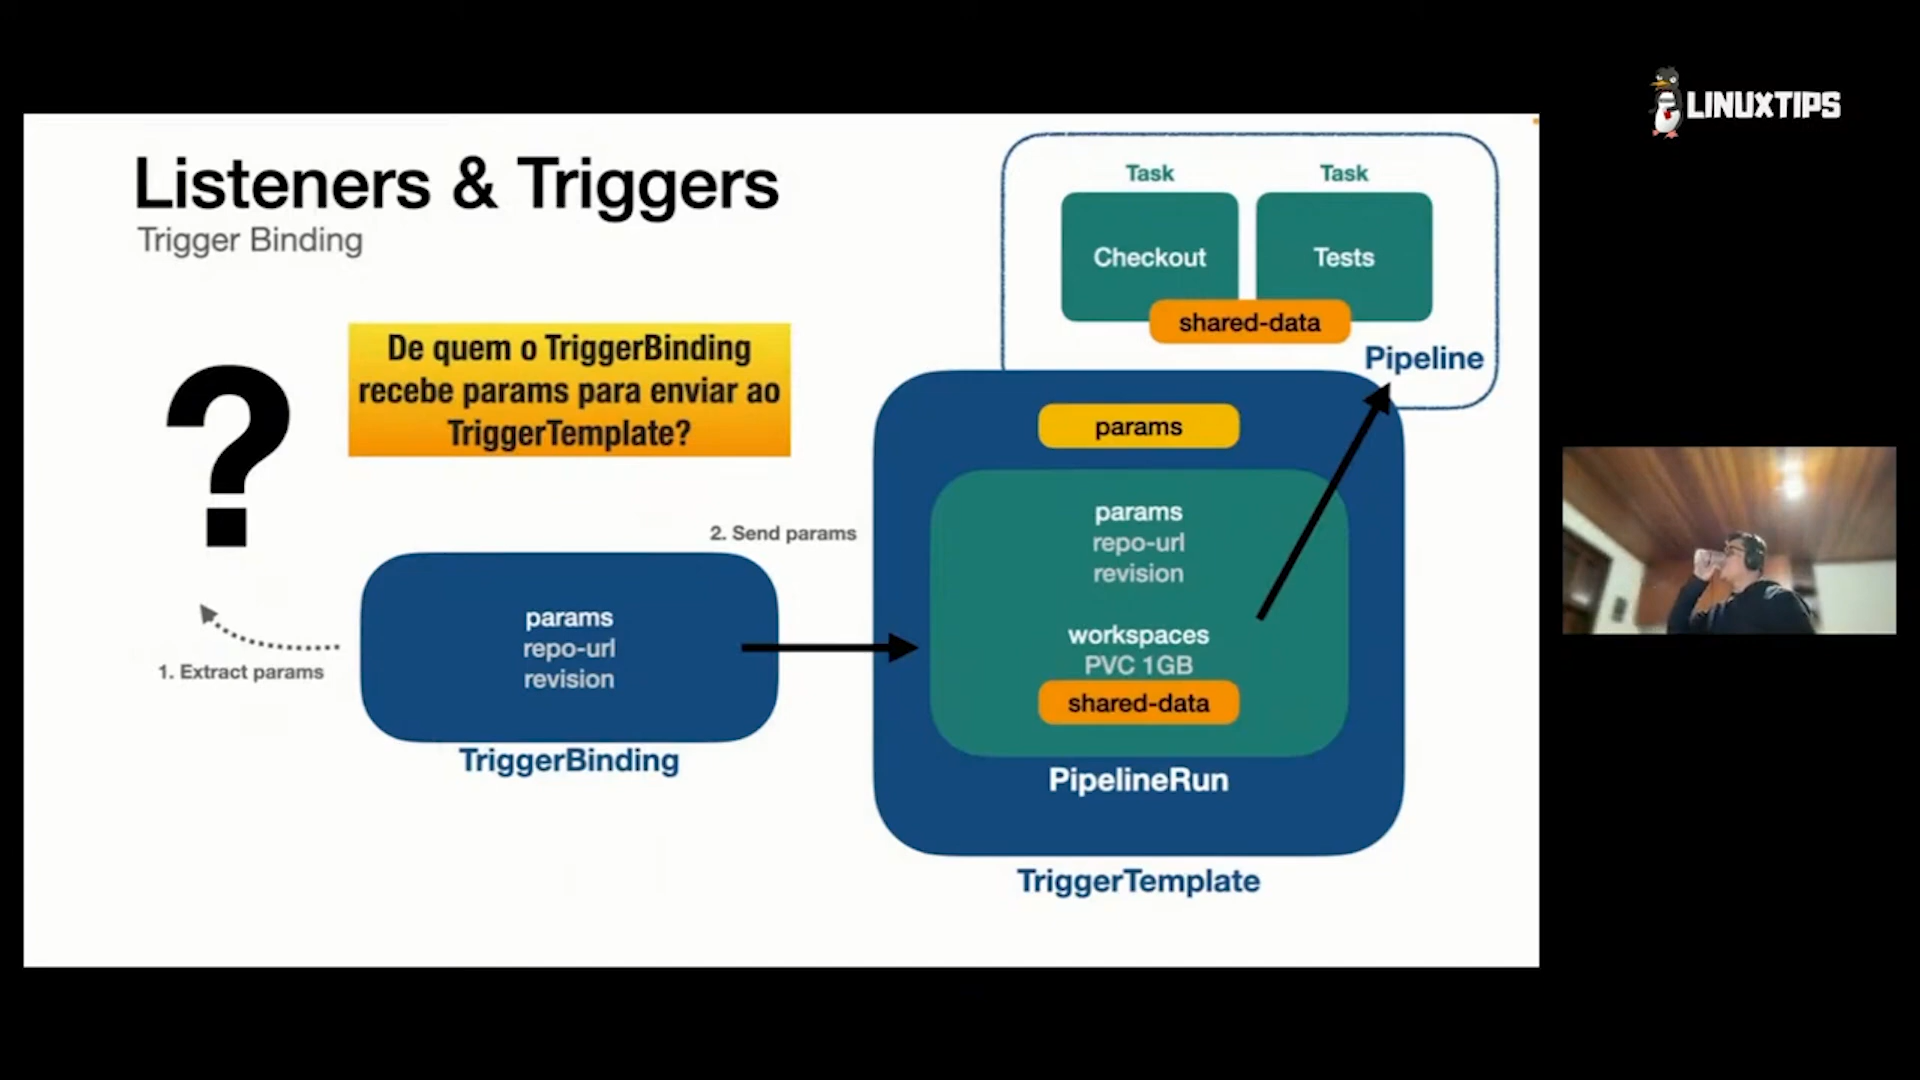 LINUXTIPS
Listeners & Triggers
Trigger Binding
De quem o TriggerBinding
recebe params para enviar ao
TriggerTemplate?
?
1. Extract params
params
repo-url
revision
TriggerBinding
2. Send params
Task
Task
Checkout
Tests
shared-data
Pipeline
params
params
repo-url
revision
workspaces
PVC 1GB
shared-data
PipelineRun
TriggerTemplate